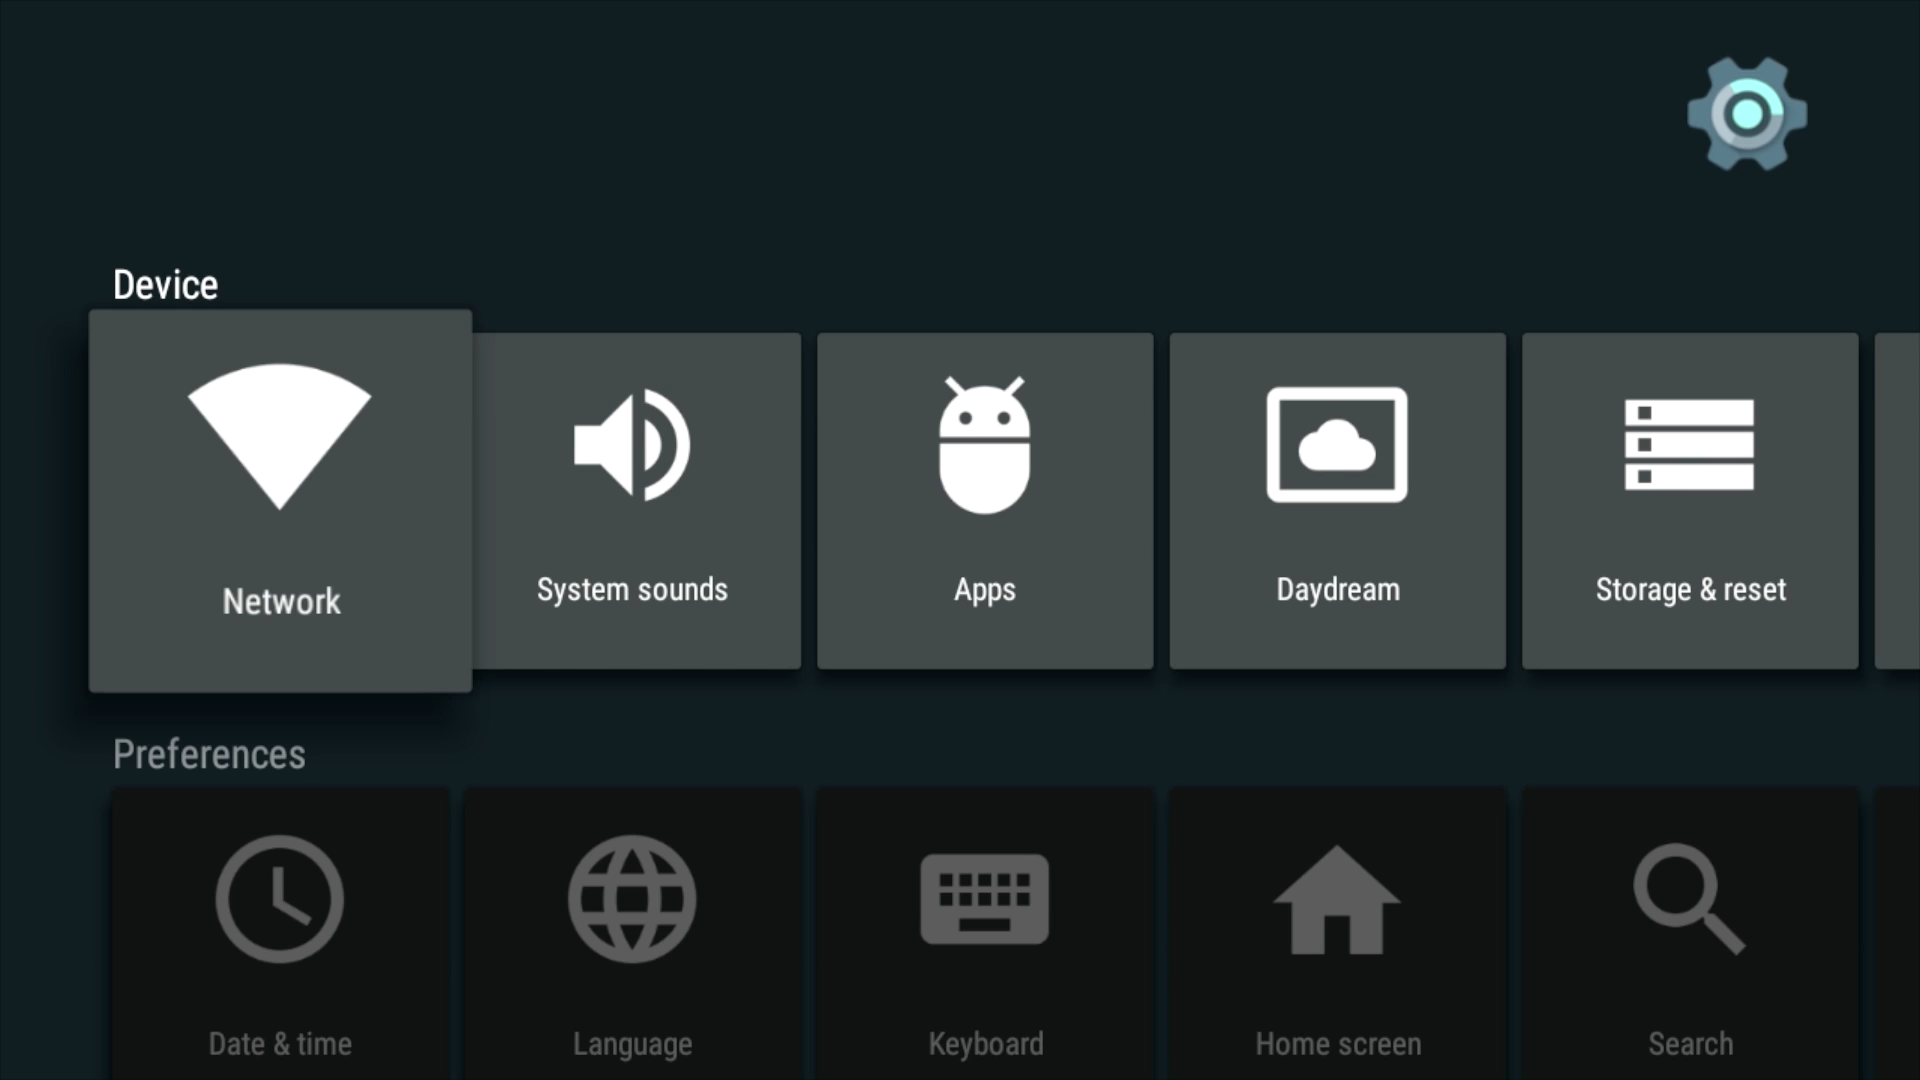 Device
Network
System sounds
Apps
Daydream
Storage & reset
Preferences
Date & time
Language
Keyboard
Home screen
Search